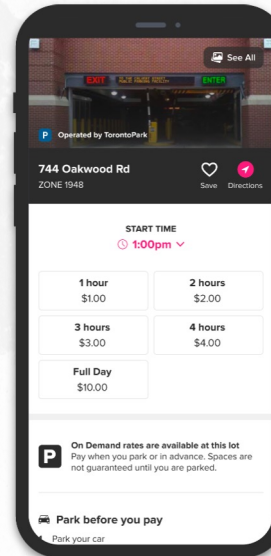 See All
EXIT
ENTER
P Operated by TorontoPark
744 Oakwood Rd
ZONE 1948
Save
Directions
START TIME
1:00pm
1 hour
$1.00
2 hours
$2.00
3 hours
$3.00
4 hours
$4.00
Full Day
$10.00
P
On Demand rates are available at this lot
Pay when you park or in advance. Spaces are
not guaranteed until you are parked.
Park before you pay
Park your car